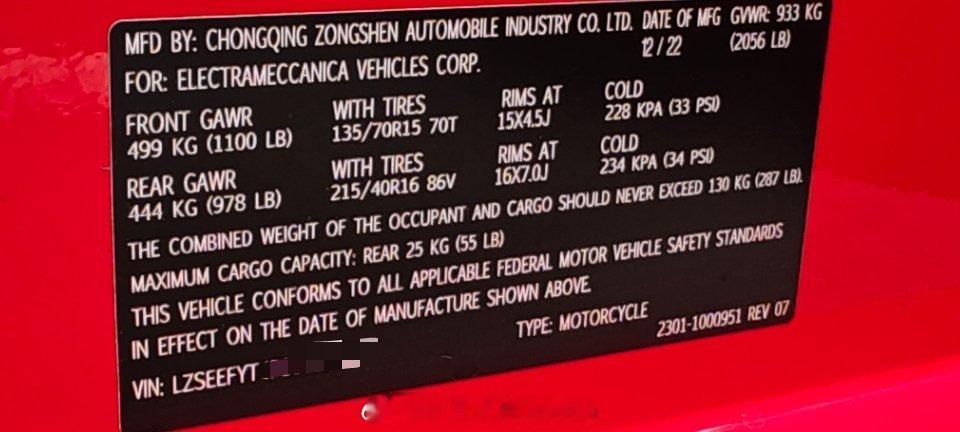 MFD BY: CHONGQING ZONGSHEN AUTOMOBILE INDUSTRY CO. LTD. DATE OF MFG GVWR: 933 KG
12/22 (2056 LB)
FOR: ELECTRAMECCANICA VEHICLES CORP.
FRONT GAWR WITH TIRES RIMS AT COLD
499 KG (1100 LB) 135/70R15 70T 15X4.5J 228 KPA (33 PSI)
REAR GAWR WITH TIRES RIMS AT COLD
444 KG (978 LB) 215/40R16 86V 16X7.0J 234 KPA (34 PSI)
THE COMBINED WEIGHT OF THE OCCUPANT AND CARGO SHOULD NEVER EXCEED 130 KG (287 LB).
MAXIMUM CARGO CAPACITY: REAR 25 KG (55 LB)
THIS VEHICLE CONFORMS TO ALL APPLICABLE FEDERAL MOTOR VEHICLE SAFETY STANDARDS
IN EFFECT ON THE DATE OF MANUFACTURE SHOWN ABOVE.
VIN: LZSEEFYT TYPE: MOTORCYCLE 2301-1000951 REV 07